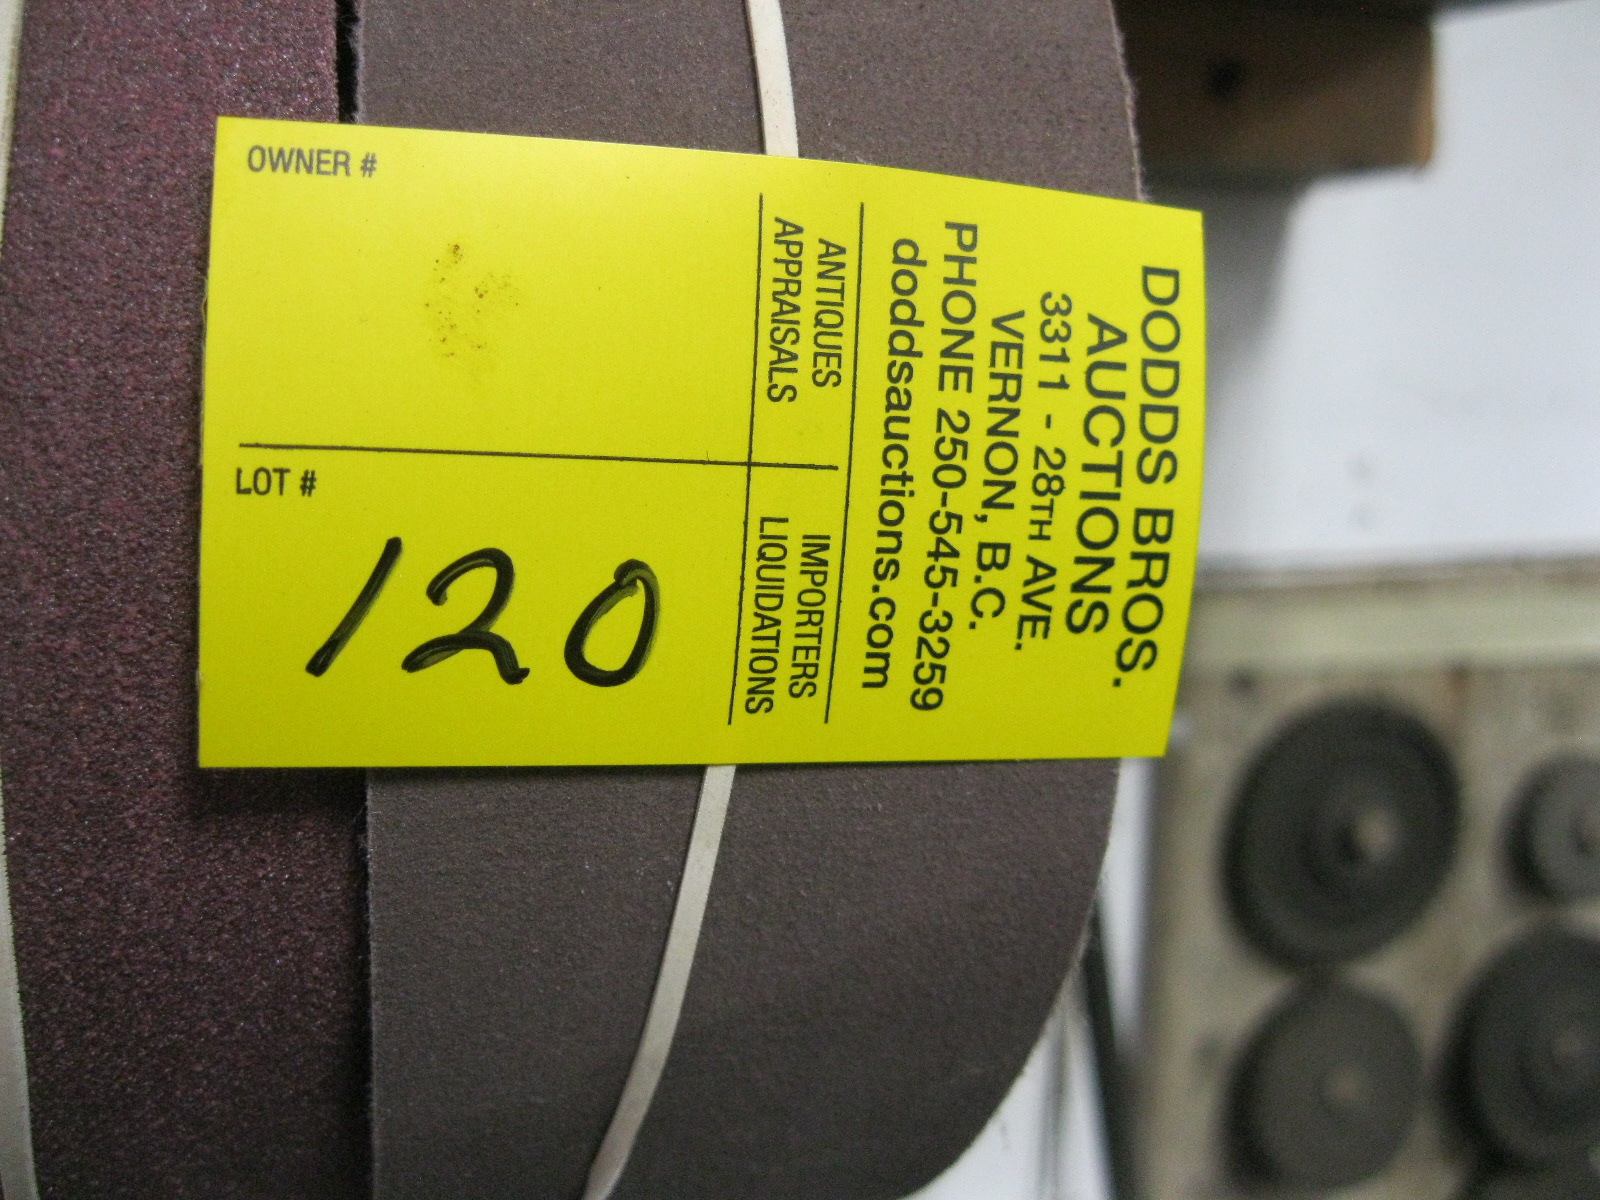 DODDS BROS.
AUCTIONS
3311 - 28TH AVE.
VERNON, B.C.
PHONE 250-545-3259
doddsauctions.com
ANTIQUES
APPRAISALS
IMPORTERS
LIQUIDATIONS
OWNER #
LOT #
120